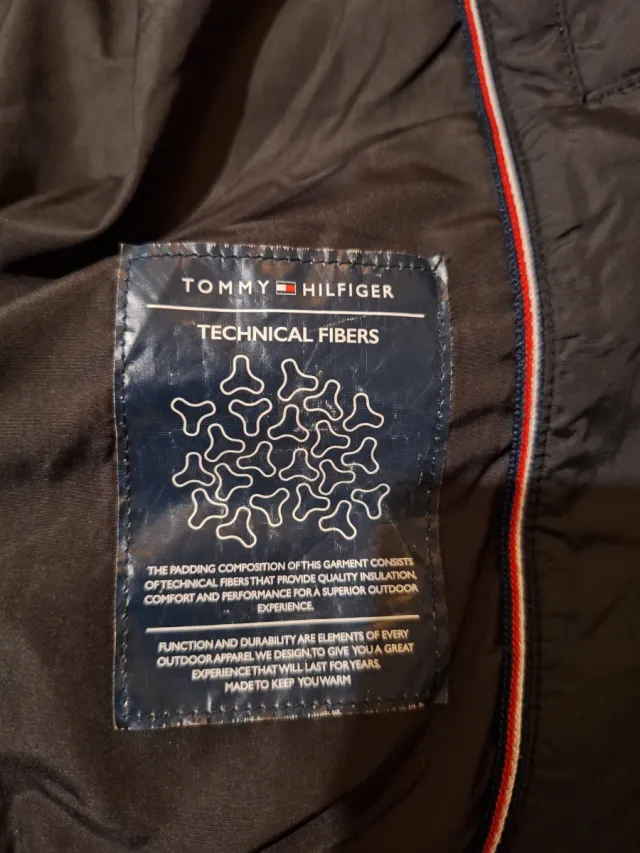 TOMMY HILFIGER
TECHNICAL FIBERS
THE PADDING COMPOSITION OF THIS GARMENT CONSISTS
OF TECHNICAL FIBERS THAT PROVIDE QUALITY INSULATION,
COMFORT AND PERFORMANCE FOR A SUPERIOR OUTDOOR
EXPERIENCE.
FUNCTION AND DURABILITY ARE ELEMENTS OF EVERY
OUTDOOR APPAREL WE DESIGN, TO GIVE YOU A GREAT
EXPERIENCE THAT WILL LAST FOR YEARS,
MADE TO KEEP YOU WARM